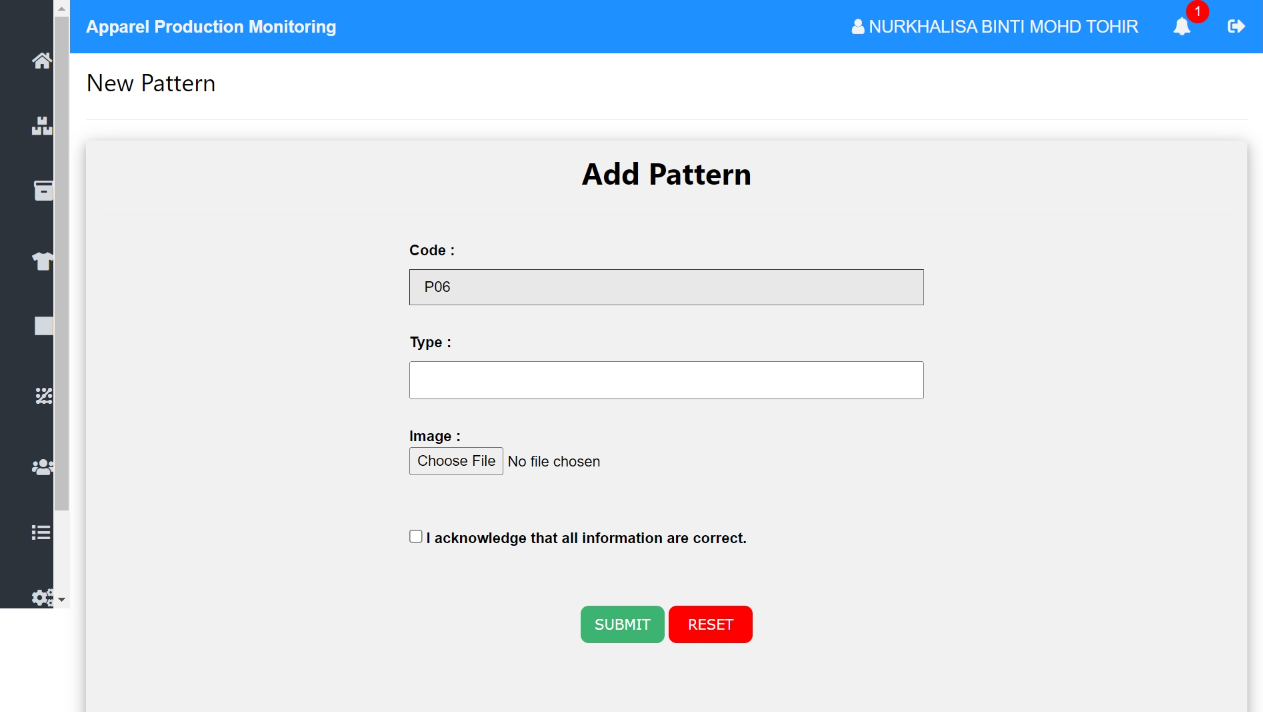 Apparel Production Monitoring
NURKHALISA BINTI MOHD TOHIR
1
New Pattern
Add Pattern
Code :
P06
Type :
Image :
Choose File No file chosen
I acknowledge that all information are correct.
SUBMIT
RESET